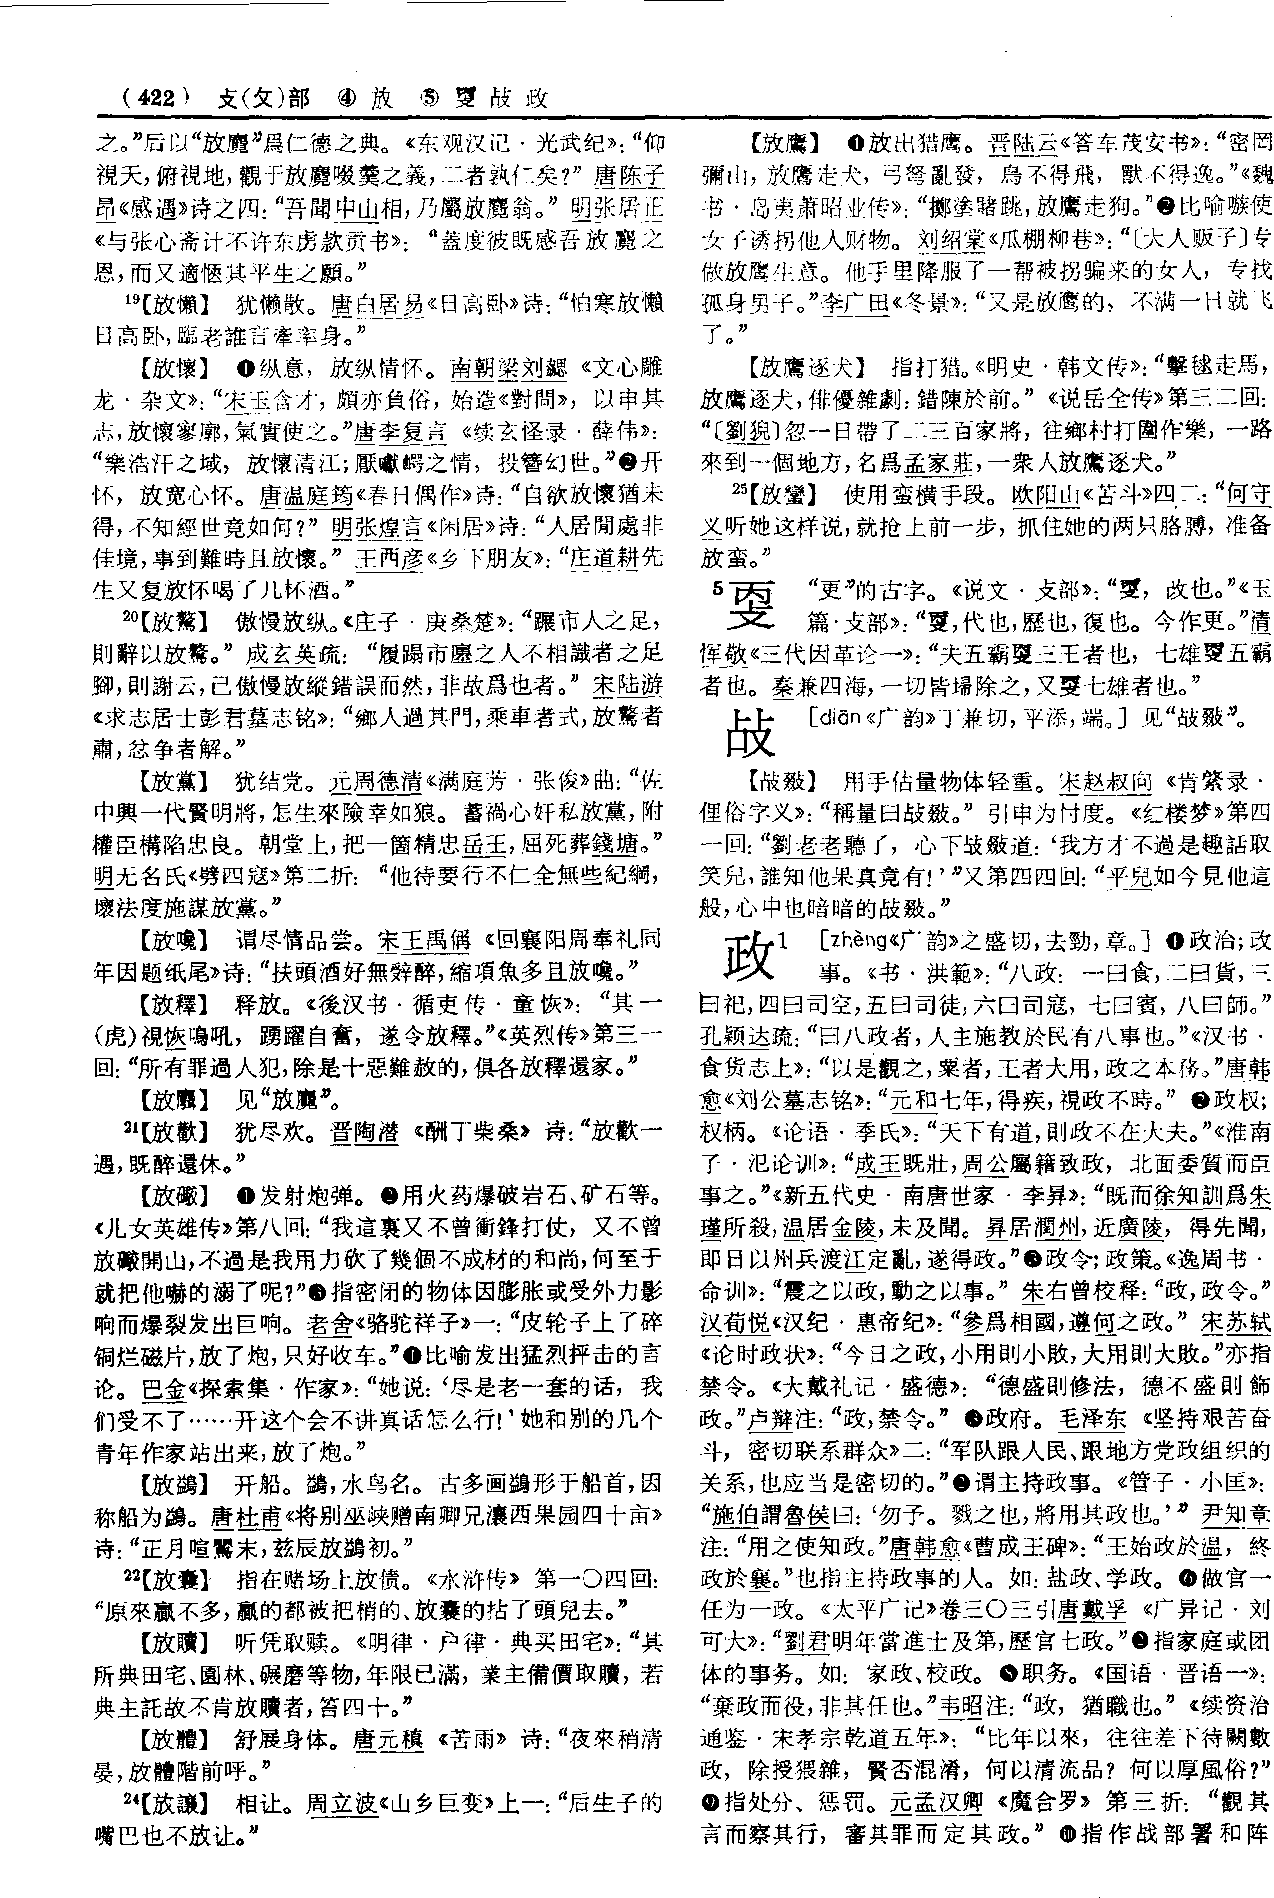 (422) 攴(攵)部 ④ 放 ⑤ 㪅 战 政
之。”后以“放麑”爲仁德之典。《东观汉记·光武纪》：“仰
視天，俯視地，觀于放麑啜羹之義，二者孰仁矣？” 唐陈子
昂《感遇》诗之四：“吾聞中山相，乃屬放麑翁。” 明张居正
《与张心斋计不许东虏款贡书》：“蓋度彼既感吾放麑之
恩，而又適愜其平生之願。”
¹⁹【放懶】 犹懒散。唐白居易《日高卧》诗：“怕寒放懶
日高卧，臨老誰言牽率身。”
【放懷】 ❶纵意，放纵情怀。南朝梁刘勰《文心雕
龙·杂文》：“宋玉含才，頗亦負俗，始造《對問》，以申其
志，放懷寥廓，氣實使之。”唐李复言《续玄怪录·薛伟》：
“樂浩汗之域，放懷清江；厭巘崿之情，投簪幻世。”❷开
怀，放宽心怀。唐温庭筠《春日偶作》诗：“自欲放懷猶未
得，不知經世竟如何？” 明张煌言《闲居》诗：“人居閒處非
佳境，事到難時且放懷。” 王西彦《乡下朋友》：“庄道耕先
生又复放怀喝了几杯酒。”
²⁰【放驁】 傲慢放纵。《庄子·庚桑楚》：“蹍市人之足，
則辭以放驁。” 成玄英疏：“履蹋市廛之人不相識者之足
腳，則謝云，己傲慢放縱錯誤而然，非故爲也者。” 宋陆游
《求志居士彭君墓志铭》：“鄉人過其門，乘車者式，放驁者
肅，忿争者解。”
【放黨】 犹结党。元周德清《满庭芳·张俊》曲：“佐
中興一代賢明將，怎生來險幸如狼。蓄禍心奸私放黨，附
權臣構陷忠良。朝堂上，把一箇精忠岳王，屈死葬錢塘。”
明无名氏《劈四寇》第二折：“他待要行不仁全無些紀綱，
壞法度施謀放黨。”
【放嚵】 谓尽情品尝。宋王禹偁《回襄阳周奉礼同
年因题纸尾》诗：“扶頭酒好無辤醉，縮項魚多且放嚵。”
【放釋】 释放。《後汉书·循吏传·童恢》：“其一
(虎)視恢鳴吼，踴躍自奮，遂令放釋。”《英烈传》第三一
回：“所有罪過人犯，除是十惡難赦的，俱各放釋還家。”
【放麛】 见“放麑”。
²¹【放歡】 犹尽欢。晋陶潜《酬丁柴桑》诗：“放歡一
遇，既醉還休。”
【放礮】 ❶发射炮弹。❷用火药爆破岩石、矿石等。
《儿女英雄传》第八回：“我這裏又不曾衝鋒打仗，又不曾
放礮開山，不過是我用力砍了幾個不成材的和尚，何至于
就把他嚇的溺了呢？”❸指密闭的物体因膨胀或受外力影
响而爆裂发出巨响。老舍《骆驼祥子》一：“皮轮子上了碎
铜烂磁片，放了炮，只好收车。”❹比喻发出猛烈抨击的言
论。巴金《探索集·作家》：“她说：‘尽是老一套的话，我
们受不了……开这个会不讲真话怎么行！’她和别的几个
青年作家站出来，放了炮。”
【放鷁】 开船。鷁，水鸟名。古多画鷁形于船首，因
称船为鷁。唐杜甫《将别巫峡赠南卿兄瀼西果园四十亩》
诗：“正月喧鶯末，兹辰放鷁初。”
²²【放囊】 指在赌场上放债。《水浒传》第一〇四回：
“原來贏不多，贏的都被把梢的、放囊的拈了頭兒去。”
【放贖】 听凭取赎。《明律·户律·典买田宅》：“其
所典田宅、園林、碾磨等物，年限已滿，業主備價取贖，若
典主託故不肯放贖者，笞四十。”
【放體】 舒展身体。唐元稹《苦雨》诗：“夜來稍清
晏，放體階前呼。”
²⁴【放讓】 相让。周立波《山乡巨变》上一：“后生子的
嘴巴也不放让。”
【放鷹】 ❶放出猎鹰。晋陆云《答车茂安书》：“密罔
彌山，放鷹走犬，弓弩亂發，鳥不得飛，獸不得逸。”《魏
书·岛夷萧昭业传》：“擲塗賭跳，放鷹走狗。”❷比喻嗾使
女子诱拐他人财物。刘绍棠《瓜棚柳巷》：“〔大人贩子〕专
做放鹰生意。他手里降服了一帮被拐骗来的女人，专找
孤身男子。”李广田《冬景》：“又是放鹰的，不满一日就飞
了。”
【放鷹逐犬】 指打猎。《明史·韩文传》：“擊毬走馬，
放鷹逐犬，俳優雜劇：錯陳於前。”《说岳全传》第三二回：
“〔劉猊〕忽一日帶了二三百家將，往鄉村打圍作樂，一路
來到一個地方，名爲孟家莊，一衆人放鷹逐犬。”
²⁵【放蠻】 使用蛮横手段。欧阳山《苦斗》四二：“何守
义听她这样说，就抢上前一步，抓住她的两只胳膊，准备
放蛮。”
⁵㪅 “更”的古字。《说文·攴部》：“㪅，改也。”《玉
篇·支部》：“㪅，代也，歷也，復也。今作更。”清
恽敬《三代因革论一》：“夫五霸㪅三王者也，七雄㪅五霸
者也。秦兼四海，一切皆埽除之，又㪅七雄者也。”
敁 ［diān《广韵》丁兼切，平添，端。］ 见“敁敠”。
【敁敠】 用手估量物体轻重。宋赵叔向《肯綮录·
俚俗字义》：“稱量曰敁敠。” 引申为忖度。《红楼梦》第四
一回：“劉老老聽了，心下敁敠道：‘我方才不過是趣話取
笑兒，誰知他果真竟有！’”又第四四回：“平兒如今見他這
般，心中也暗暗的敁敠。”
政¹ ［zhèng《广韵》之盛切，去勁，章。］ ❶政治；政
事。《书·洪範》：“八政：一曰食，二曰貨，三
曰祀，四曰司空，五曰司徒，六曰司寇，七曰賓，八曰師。”
孔颖达疏：“曰八政者，人主施教於民有八事也。”《汉书·
食货志上》：“以是觀之，粟者，王者大用，政之本務。”唐韩
愈《刘公墓志铭》：“元和七年，得疾，視政不時。” ❷政权；
权柄。《论语·季氏》：“天下有道，則政不在大夫。”《淮南
子·氾论训》：“成王既壯，周公屬籍致政，北面委質而臣
事之。”《新五代史·南唐世家·李昪》：“既而徐知訓爲朱
瑾所殺，温居金陵，未及聞。昇居潤州，近廣陵，得先聞，
即日以州兵渡江定亂，遂得政。”❸政令；政策。《逸周书·
命训》：“震之以政，動之以事。” 朱右曾校释：“政，政令。”
汉荀悦《汉纪·惠帝纪》：“參爲相國，遵何之政。” 宋苏轼
《论时政状》：“今日之政，小用則小敗，大用則大敗。”亦指
禁令。《大戴礼记·盛德》：“德盛則修法，德不盛則飾
政。”卢辩注：“政，禁令。” ❹政府。毛泽东《坚持艰苦奋
斗，密切联系群众》二：“军队跟人民、跟地方党政组织的
关系，也应当是密切的。”❺谓主持政事。《管子·小匡》：
“施伯謂魯侯曰：‘勿予。戮之也，將用其政也。’” 尹知章
注：“用之使知政。”唐韩愈《曹成王碑》：“王始政於温，終
政於襄。”也指主持政事的人。如：盐政、学政。❻做官一
任为一政。《太平广记》卷三〇三引唐戴孚《广异记·刘
可大》：“劉君明年當進士及第，歷官七政。”❼指家庭或团
体的事务。如：家政、校政。❽职务。《国语·晋语一》：
“棄政而役，非其任也。”韦昭注：“政，猶職也。”《续资治
通鉴·宋孝宗乾道五年》：“比年以來，往往差下待闕數
政，除授猥雜，賢否混淆，何以清流品？何以厚風俗？”
❾指处分、惩罚。元孟汉卿《魔合罗》第三折：“觀其
言而察其行，審其罪而定其政。” ❿指作战部署和阵